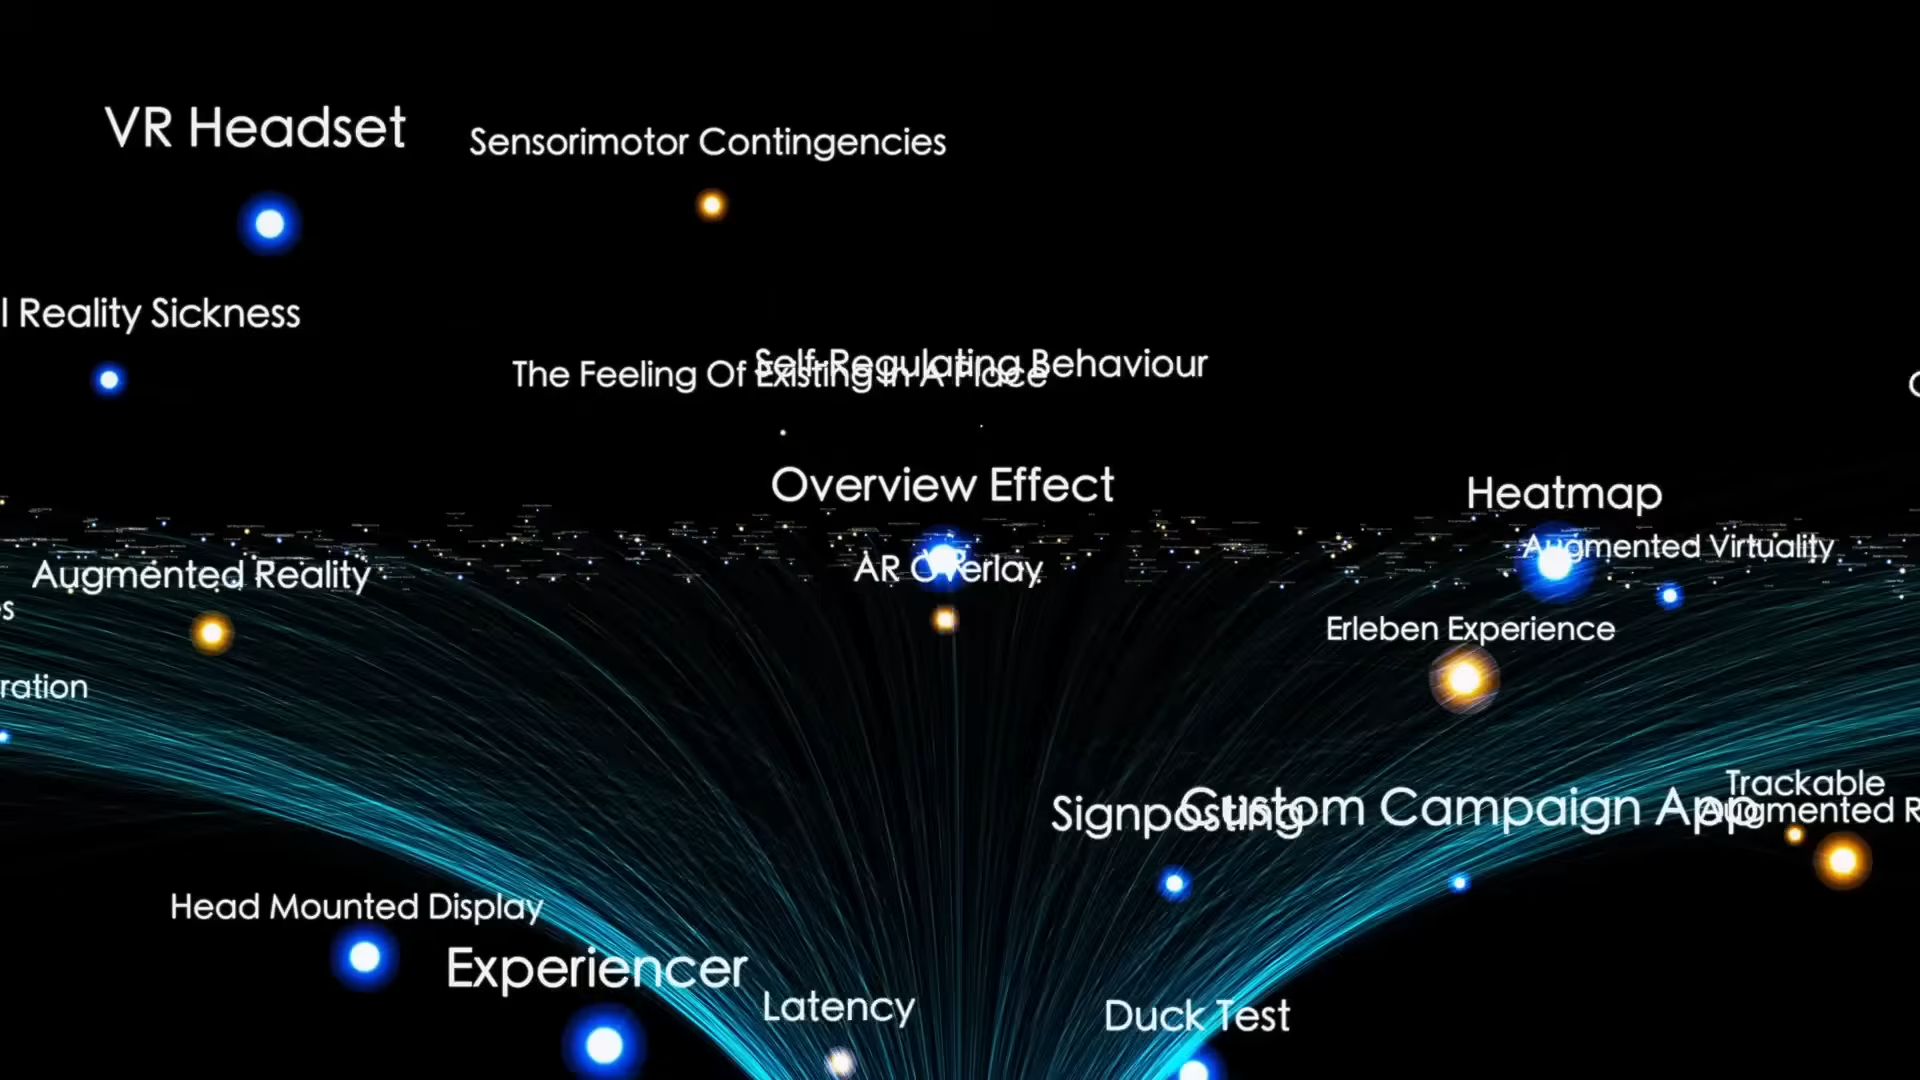 VR Headset
Sensorimotor Contingencies
l Reality Sickness
Self-Regulating Behaviour
The Feeling Of Existing In A Place
Overview Effect
Heatmap
Augmented Virtuality
AR Overlay
VR
Augmented Reality
s
Erleben Experience
ration
Trackable
Custom Campaign App
Augmented R
Signposting
Head Mounted Display
Experiencer
Latency
Duck Test